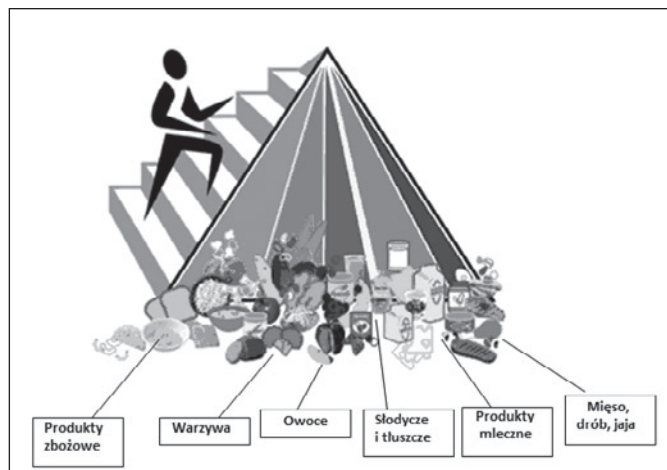 Produkty
zbożowe
Warzywa
Owoce
Słodycze
i tłuszcze
Produkty
mleczne
Mięso,
drób, jaja